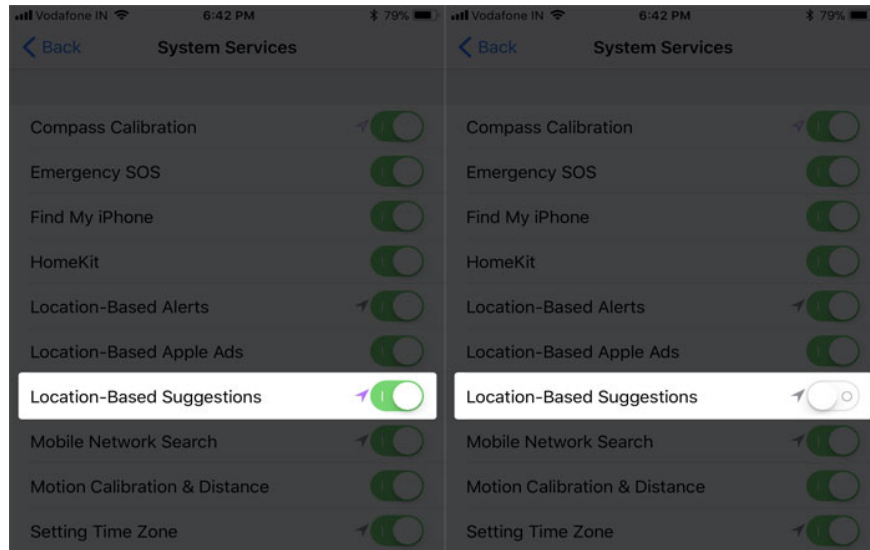 Vodafone IN 6:42 PM 79%
Back System Services
Compass Calibration
Emergency SOS
Find My iPhone
HomeKit
Location-Based Alerts
Location-Based Apple Ads
Location-Based Suggestions
Mobile Network Search
Motion Calibration & Distance
Setting Time Zone
Vodafone IN 6:42 PM 79%
Back System Services
Compass Calibration
Emergency SOS
Find My iPhone
HomeKit
Location-Based Alerts
Location-Based Apple Ads
Location-Based Suggestions
Mobile Network Search
Motion Calibration & Distance
Setting Time Zone